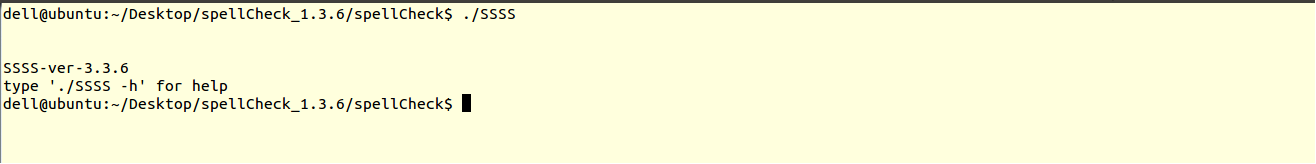 dell@ubuntu:~/Desktop/spellCheck_1.3.6/spellCheck$ ./SSSS
SSSS-ver-3.3.6
type './SSSS -h' for help
dell@ubuntu:~/Desktop/spellCheck_1.3.6/spellCheck$